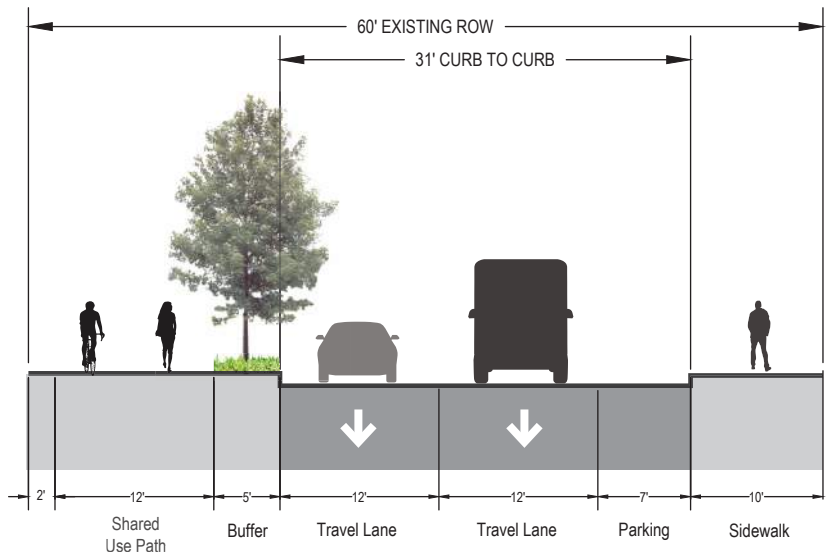 60' EXISTING ROW
31' CURB TO CURB
2' 12' 5' 12' 12' 7' 10'
Shared
Use Path
Buffer
Travel Lane
Travel Lane
Parking
Sidewalk